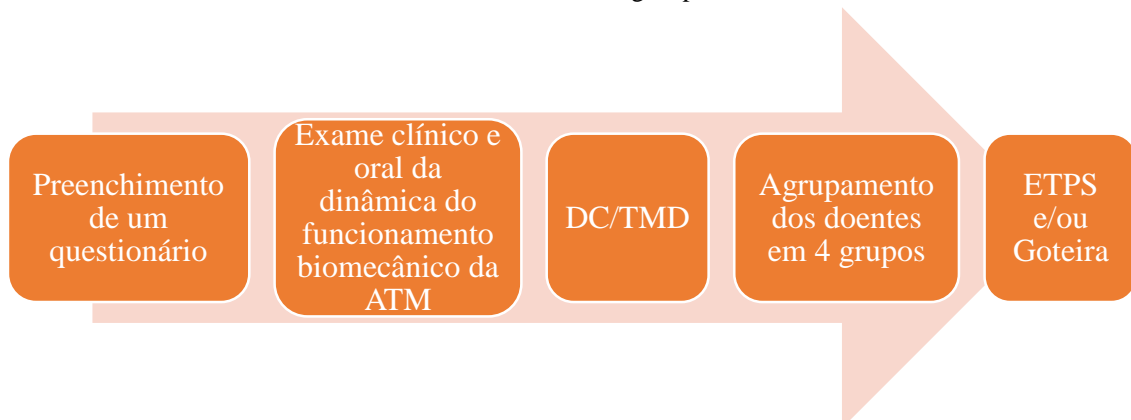 Preenchimento
de um
questionário
Exame clínico e
oral da
dinâmica do
funcionamento
biomecânico da
ATM
DC/TMD
Agrupamento
dos doentes
em 4 grupos
ETPS
e/ou
Goteira